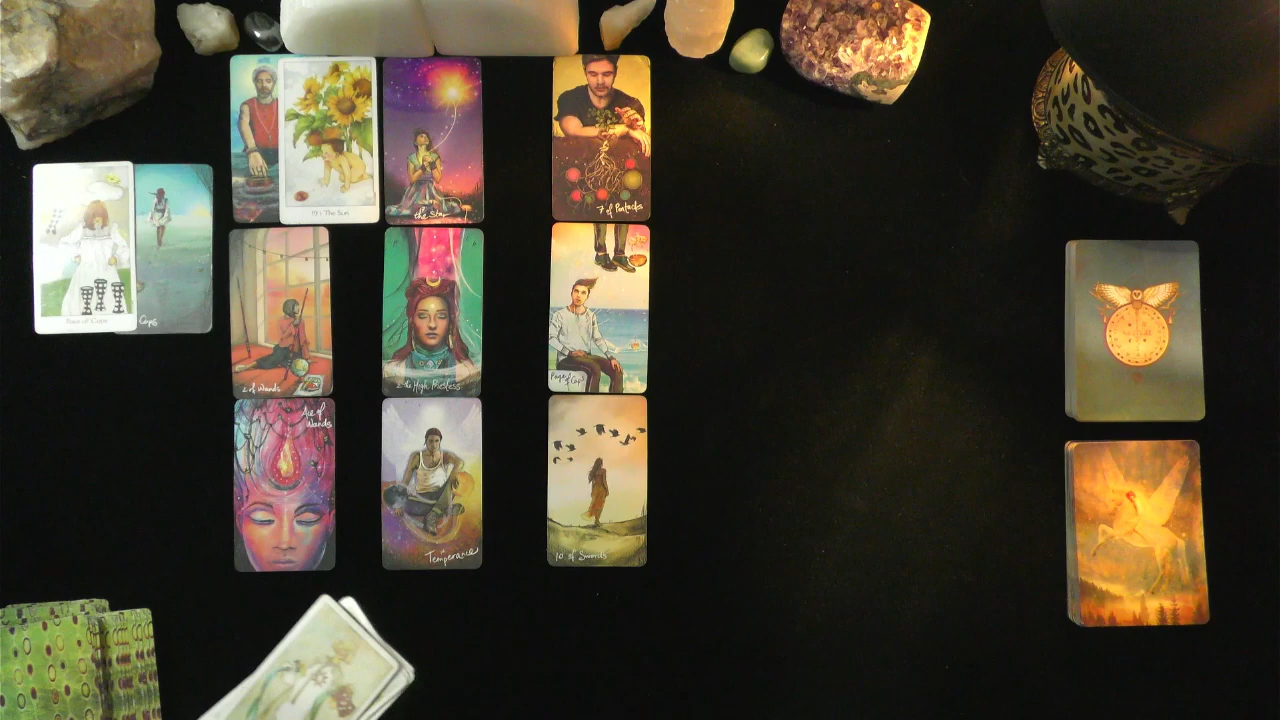 XIX: The Sun
the Star
7 of Pentacles
Four of Cups
Cups
2 of Wands
2 the High Priestess
Page of Cups
Ace of
Wands
Temperance
10 of Swords